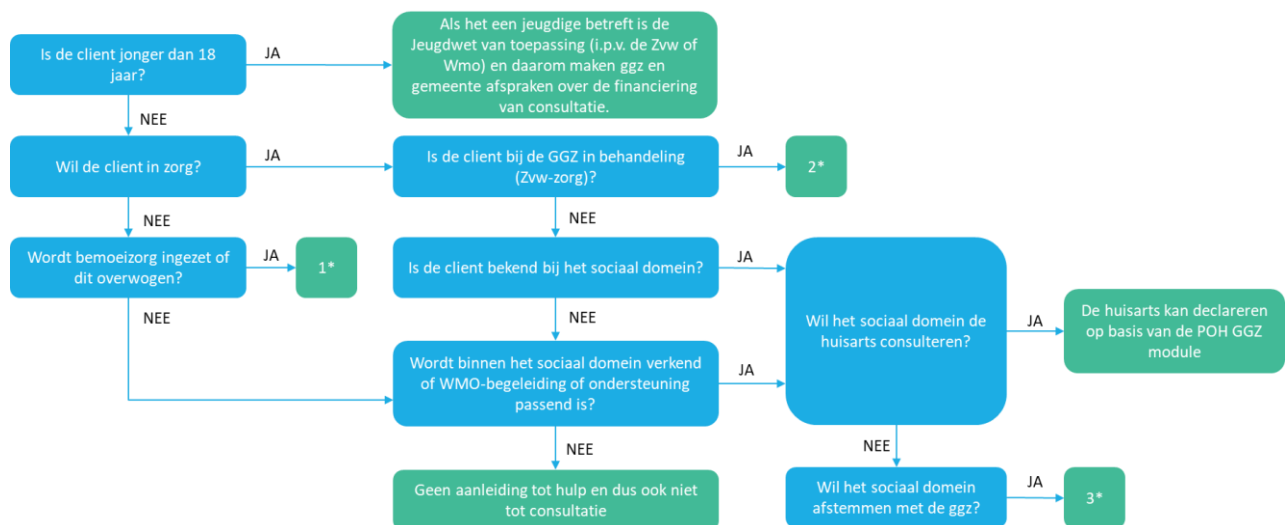 Is de client jonger dan 18
jaar?
JA
Als het een jeugdige betreft is de
Jeugdwet van toepassing (i.p.v. de Zvw of
Wmo) en daarom maken ggz en
gemeente afspraken over de financiering
van consultatie.
NEE
Wil de client in zorg?
JA
Is de client bij de GGZ in behandeling
(Zvw-zorg)?
JA
2*
NEE
NEE
Wordt bemoeizorg ingezet of
dit overwogen?
JA
1*
Is de client bekend bij het sociaal domein?
JA
Wil het sociaal domein de
huisarts consulteren?
JA
De huisarts kan declareren
op basis van de POH GGZ
module
NEE
NEE
Wordt binnen het sociaal domein verkend
of WMO-begeleiding of ondersteuning
passend is?
JA
NEE
NEE
Geen aanleiding tot hulp en dus ook niet
tot consultatie
Wil het sociaal domein
afstemmen met de ggz?
JA
3*